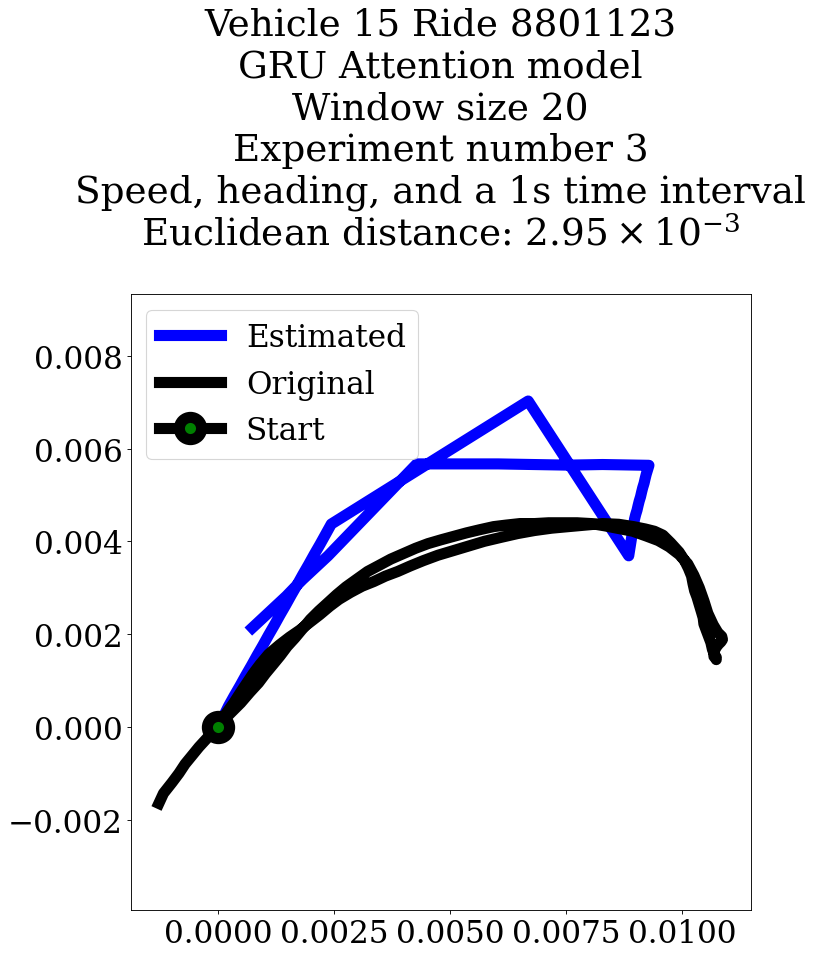 Vehicle 15 Ride 8801123
GRU Attention model
Window size 20
Experiment number 3
Speed, heading, and a 1s time interval
Euclidean distance: 2.95 × 10⁻³
Estimated
Original
Start
0.008
0.006
0.004
0.002
0.000
−0.002
0.0000 0.0025 0.0050 0.0075 0.0100